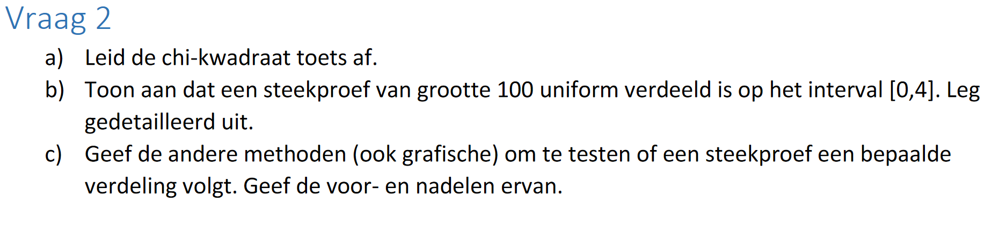 Vraag 2
a) Leid de chi-kwadraat toets af.
b) Toon aan dat een steekproef van grootte 100 uniform verdeeld is op het interval [0,4]. Leg
gedetailleerd uit.
c) Geef de andere methoden (ook grafische) om te testen of een steekproef een bepaalde
verdeling volgt. Geef de voor- en nadelen ervan.